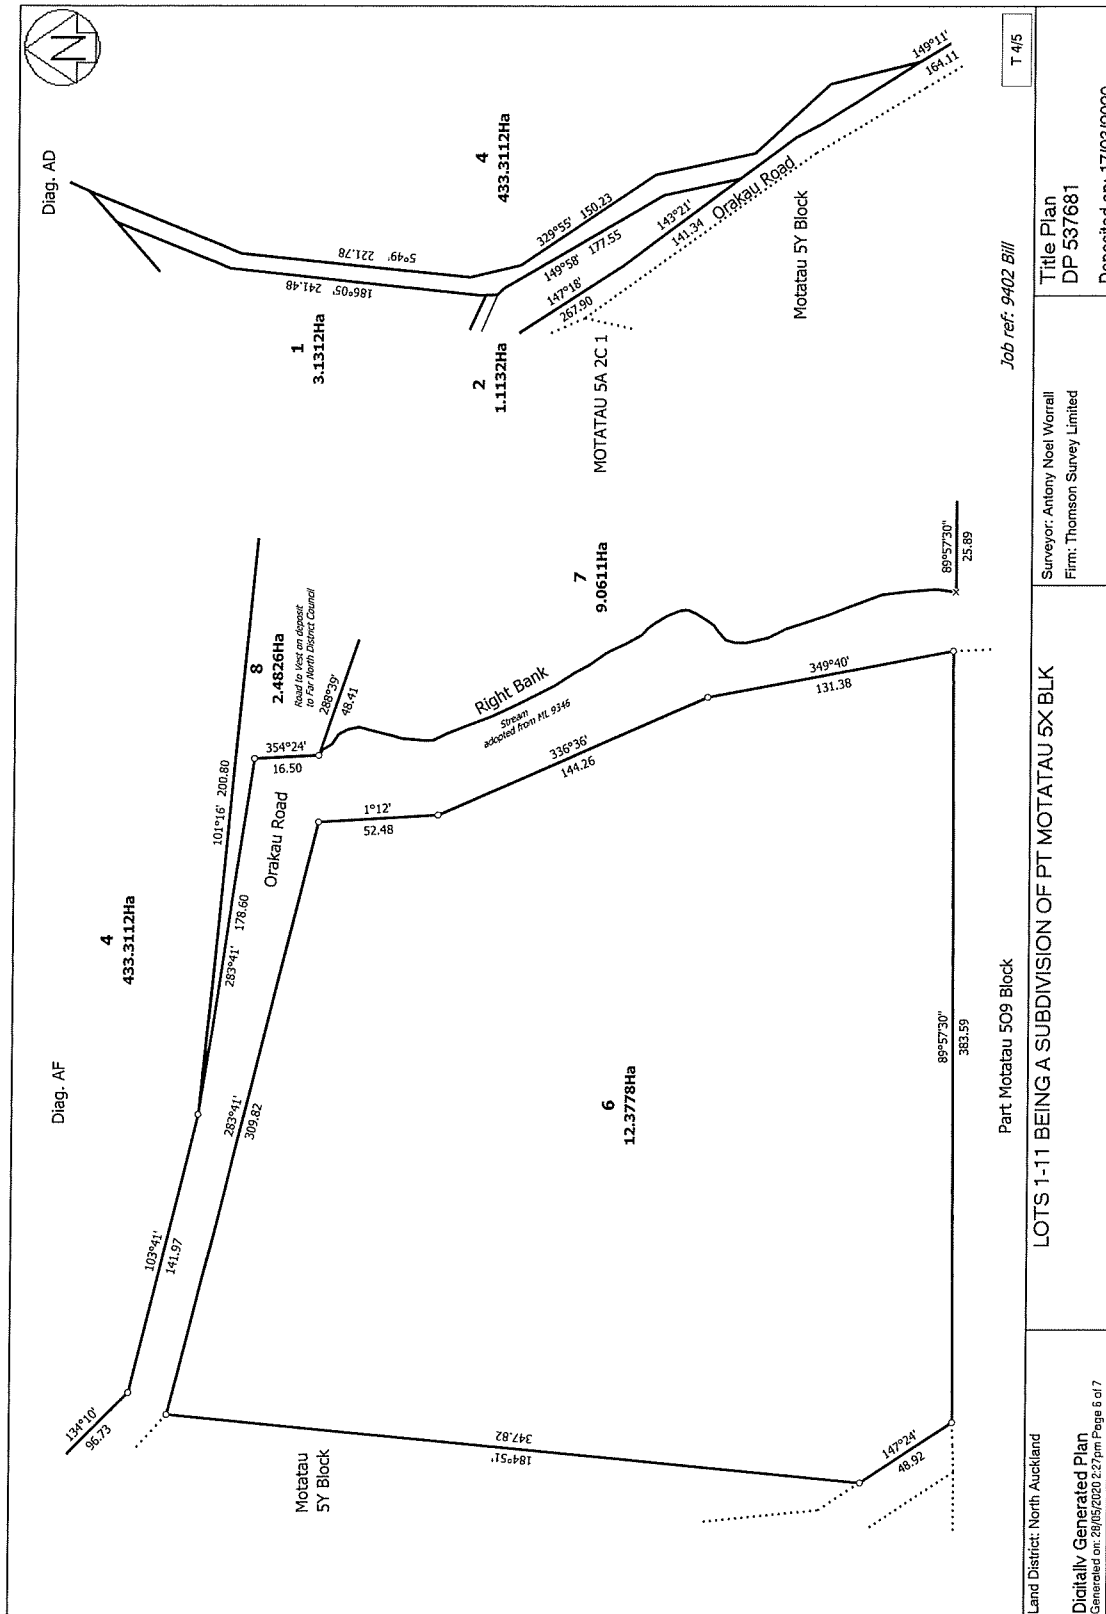 Diag. AF
Diag. AD
N
4
433.3112Ha
134°10'
96.73
103°41'
141.97
283°41' 178.60
101°16' 200.80
8
2.4826Ha
Road to Vest on deposit
to Far North District Council
354°24'
16.50
288°39'
48.41
Orakau Road
283°41'
309.82
1°12'
52.48
Right Bank
Stream
adopted from ML 9346
336°36'
144.26
349°40'
131.38
7
9.0611Ha
89°57'30"
25.89
Motatau
5Y Block
184°51' 347.82
6
12.3778Ha
147°24'
48.92
89°57'30"
383.59
Part Motatau 5O9 Block
1
3.1312Ha
186°05' 241.48
5°49' 221.78
4
433.3112Ha
2
1.1132Ha
329°55' 150.23
149°58' 177.55
147°18'
267.90
143°21'
141.34
Orakau Road
149°11'
164.11
MOTATAU 5A 2C 1
Motatau 5Y Block
Job ref: 9402 Bill
T 4/5
Land District: North Auckland
Digitally Generated Plan
Generated on: 28/05/2020 2:27pm Page 6 of 7
LOTS 1-11 BEING A SUBDIVISION OF PT MOTATAU 5X BLK
Surveyor: Antony Noel Worrall
Firm: Thomson Survey Limited
Title Plan
DP 537681
Deposited on: